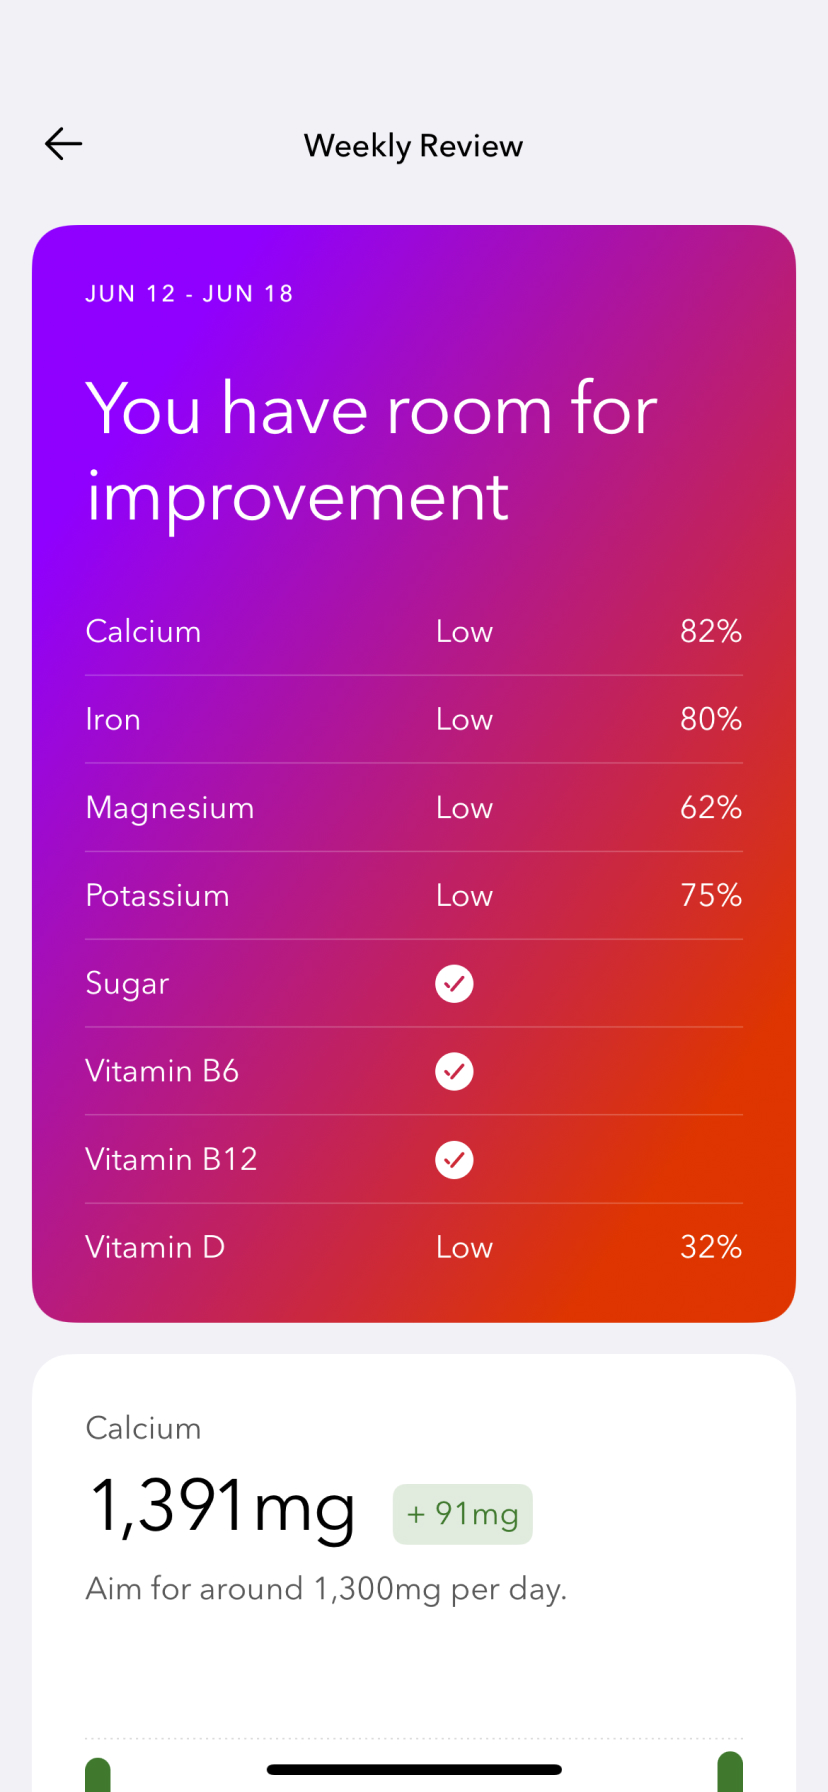 Weekly Review
JUN 12 - JUN 18
You have room for
improvement
Calcium Low 82%
Iron Low 80%
Magnesium Low 62%
Potassium Low 75%
Sugar
Vitamin B6
Vitamin B12
Vitamin D Low 32%
Calcium
1,391mg + 91mg
Aim for around 1,300mg per day.